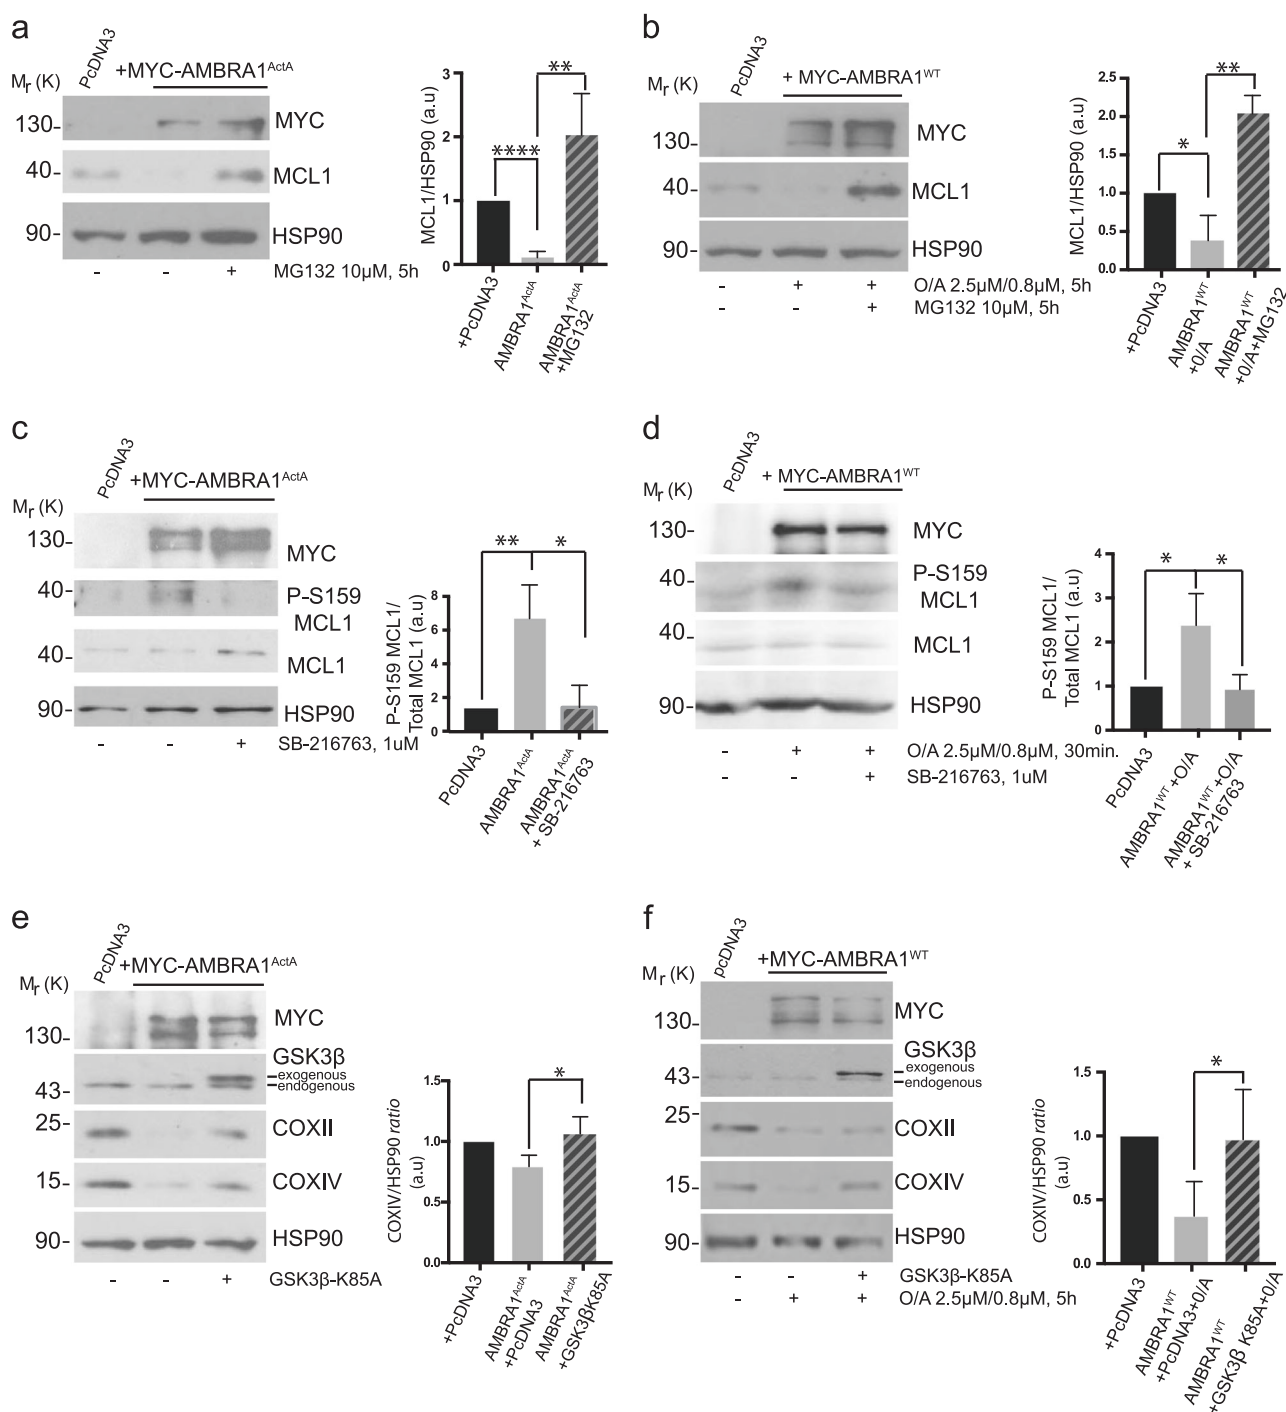 a
PcDNA3
+MYC-AMBRA1ActA
Mr (K)
130-
MYC
40-
MCL1
90-
HSP90
- - + MG132 10µM, 5h
MCL1/HSP90 (a.u)
3
2
1
0
****
**
+PcDNA3
AMBRA1ActA
AMBRA1ActA
+MG132
b
PcDNA3
+ MYC-AMBRA1WT
Mr (K)
130-
MYC
40-
MCL1
90-
HSP90
- + + O/A 2.5µM/0.8µM, 5h
- - + MG132 10µM, 5h
MCL1/HSP90 (a.u)
2.5
2.0
1.5
1.0
0.5
0.0
*
**
+PcDNA3
AMBRA1WT
+0/A
AMBRA1WT
+0/A+MG132
c
PcDNA3
+MYC-AMBRA1ActA
Mr (K)
130-
MYC
40-
P-S159
MCL1
40-
MCL1
90-
HSP90
- - + SB-216763, 1uM
P-S159 MCL1/
Total MCL1 (a.u)
8
6
4
2
0
**
*
PcDNA3
AMBRA1ActA
AMBRA1ActA
+ SB-216763
d
PcDNA3
+ MYC-AMBRA1WT
Mr (K)
130-
MYC
40-
P-S159
MCL1
40-
MCL1
90-
HSP90
- + + O/A 2.5µM/0.8µM, 30min.
- - + SB-216763, 1uM
P-S159 MCL1/
Total MCL1 (a.u)
4
3
2
1
0
*
*
PcDNA3
AMBRA1WT +O/A
AMBRA1WT +O/A
+ SB-216763
e
PcDNA3
+MYC-AMBRA1ActA
Mr (K)
130-
MYC
GSK3β
exogenous
43-
endogenous
25-
COXII
15-
COXIV
90-
HSP90
- - + GSK3β-K85A
COXIV/HSP90 ratio
(a.u)
1.5
1.0
0.5
0.0
*
+PcDNA3
AMBRA1ActA
+PcDNA3
AMBRA1ActA
+GSK3βK85A
f
pcDNA3
+MYC-AMBRA1WT
Mr (K)
130-
MYC
GSK3β
exogenous
43-
endogenous
25-
COXII
15-
COXIV
90-
HSP90
- - + GSK3β-K85A
- + + O/A 2.5µM/0.8µM, 5h
COXIV/HSP90 ratio
(a.u)
1.5
1.0
0.5
0.0
*
+PcDNA3
AMBRA1WT
+PcDNA3+0/A
AMBRA1WT
+GSK3β K85A+0/A